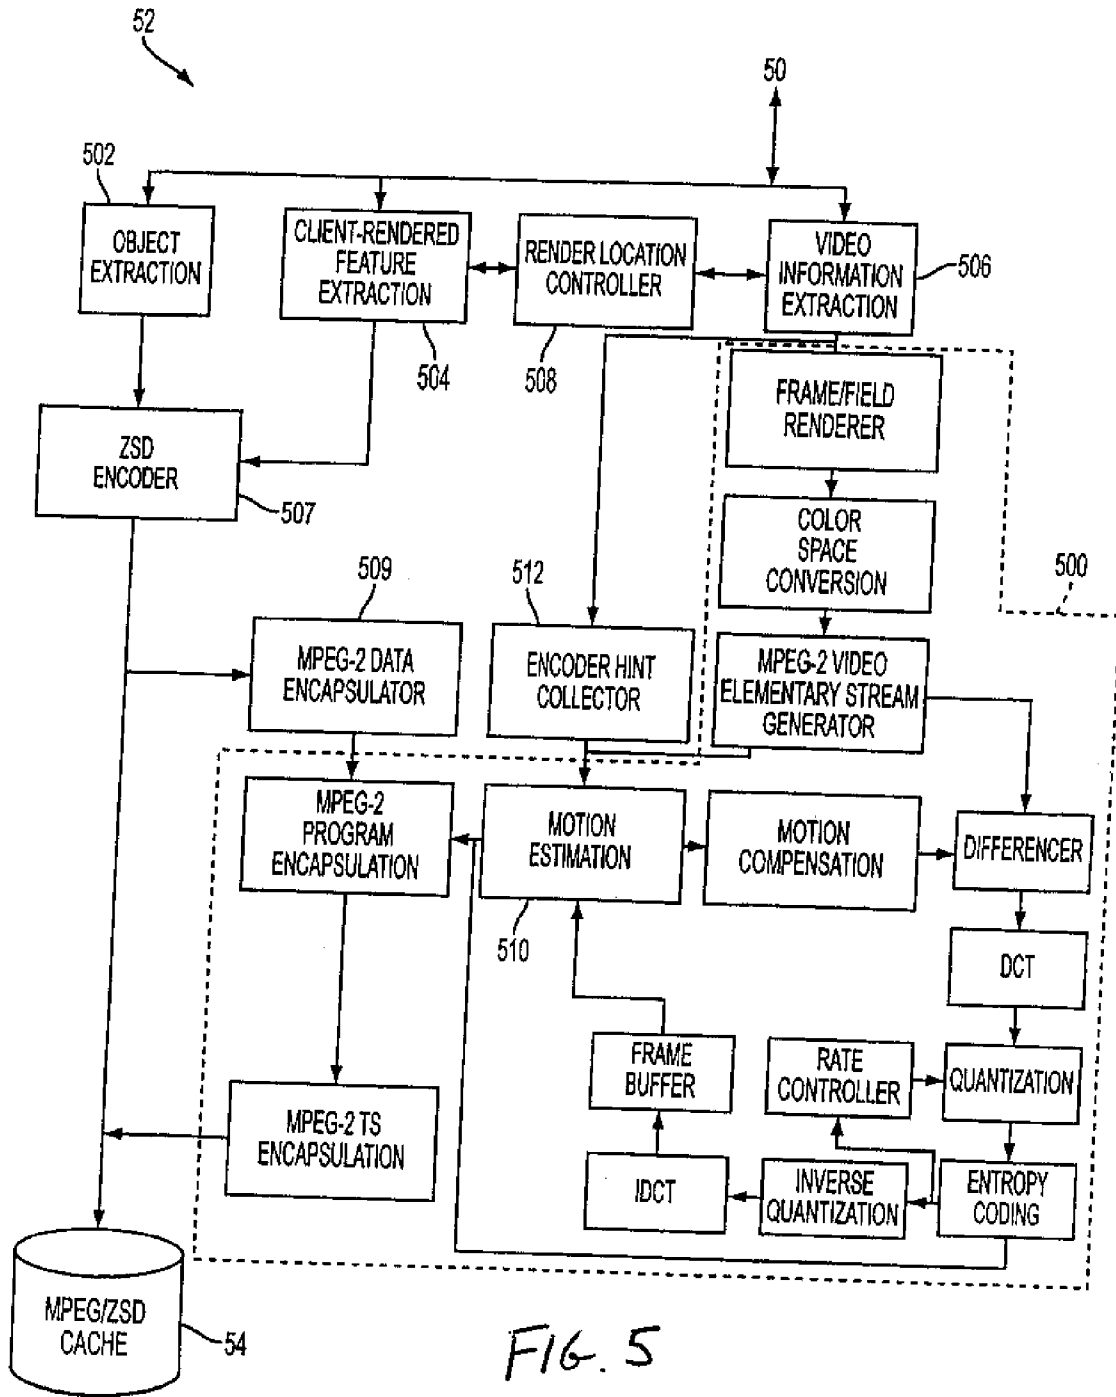 52
50
502
OBJECT
EXTRACTION
CLIENT-RENDERED
FEATURE
EXTRACTION
504
RENDER LOCATION
CONTROLLER
508
VIDEO
INFORMATION
EXTRACTION
506
FRAME/FIELD
RENDERER
ZSD
ENCODER
507
COLOR
SPACE
CONVERSION
500
509
MPEG-2 DATA
ENCAPSULATOR
512
ENCODER HINT
COLLECTOR
MPEG-2 VIDEO
ELEMENTARY STREAM
GENERATOR
MPEG-2
PROGRAM
ENCAPSULATION
MOTION
ESTIMATION
510
MOTION
COMPENSATION
DIFFERENCER
DCT
FRAME
BUFFER
RATE
CONTROLLER
QUANTIZATION
MPEG-2 TS
ENCAPSULATION
IDCT
INVERSE
QUANTIZATION
ENTROPY
CODING
MPEG/ZSD
CACHE
54
FIG. 5